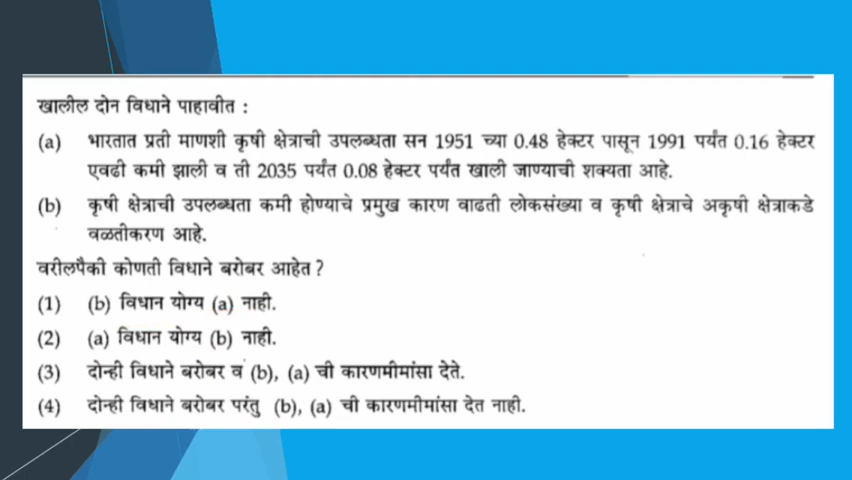 खालील दोन विधाने पाहावीत :
(a) भारतात प्रती माणशी कृषी क्षेत्राची उपलब्धता सन 1951 च्या 0.48 हेक्टर पासून 1991 पर्यंत 0.16 हेक्टर
एवढी कमी झाली व ती 2035 पर्यंत 0.08 हेक्टर पर्यंत खाली जाण्याची शक्यता आहे.
(b) कृषी क्षेत्राची उपलब्धता कमी होण्याचे प्रमुख कारण वाढती लोकसंख्या व कृषी क्षेत्राचे अकृषी क्षेत्राकडे
वळतीकरण आहे.
वरीलपैकी कोणती विधाने बरोबर आहेत ?
(1) (b) विधान योग्य (a) नाही.
(2) (a) विधान योग्य (b) नाही.
(3) दोन्ही विधाने बरोबर व (b), (a) ची कारणमीमांसा देते.
(4) दोन्ही विधाने बरोबर परंतु (b), (a) ची कारणमीमांसा देत नाही.